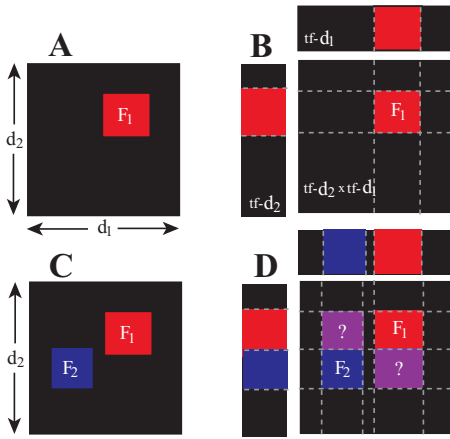 A
d₂
F₁
d₁
B
tf-d₁
tf-d₂
F₁
tf-d₂ x tf-d₁
C
d₂
F₁
F₂
D
? F₁
F₂ ?